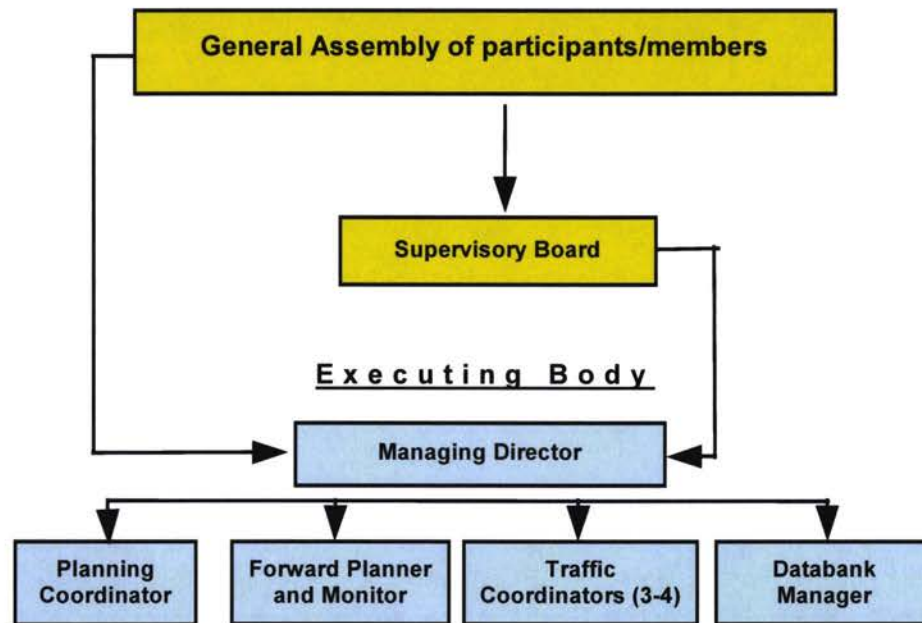 General Assembly of participants/members
Supervisory Board
Executing Body
Managing Director
Planning
Coordinator
Forward Planner
and Monitor
Traffic
Coordinators (3-4)
Databank
Manager